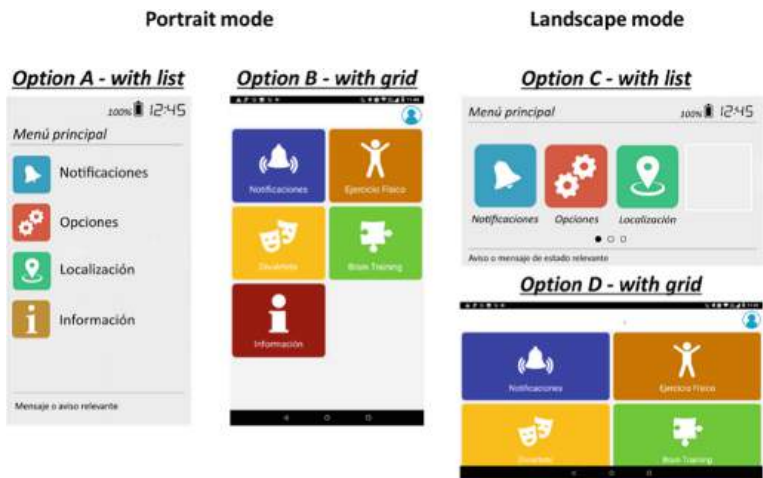 Portrait mode
Landscape mode
Option A - with list
100% 12:45
Menú principal
Notificaciones
Opciones
Localización
Información
Mensaje o aviso relevante
Option B - with grid
Notificaciones
Ejercicio Físico
Diviértete
Brain Training
Información
Option C - with list
Menú principal
100% 12:45
Notificaciones Opciones Localización
Aviso o mensaje de estado relevante
Option D - with grid
Notificaciones
Ejercicio Físico
Diviértete
Brain Training